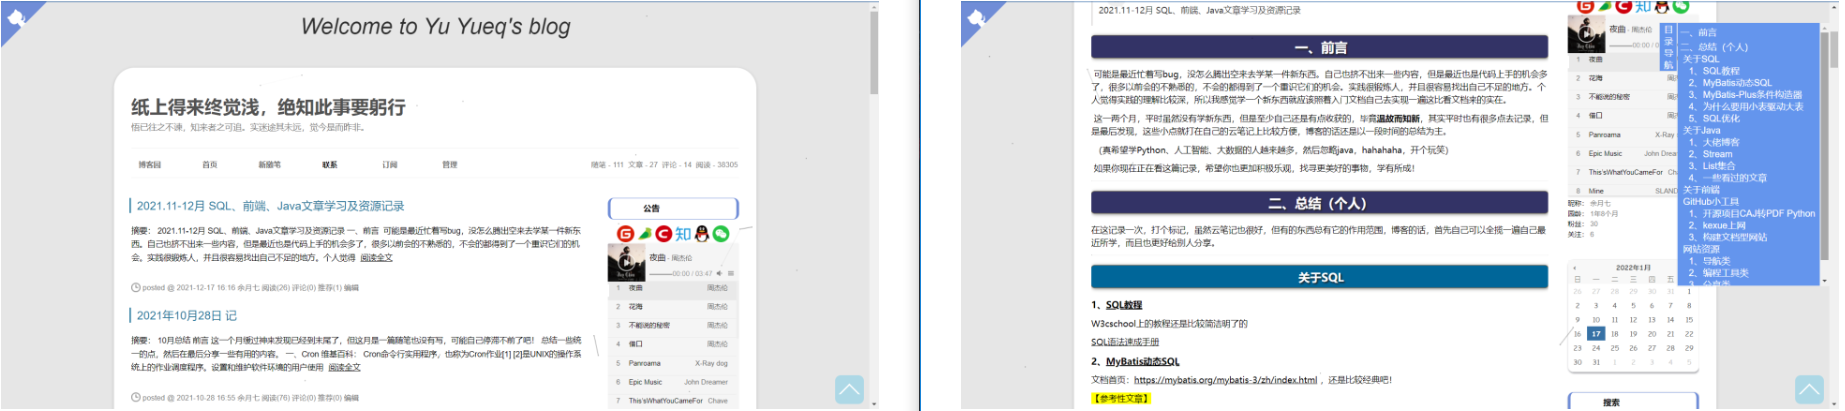 Welcome to Yu Yueq's blog
纸上得来终觉浅，绝知此事要躬行
悟已往之不谏，知来者之可追。实迷途其未远，觉今是而昨非。
博客园 首页 新随笔 联系 订阅 管理
随笔 - 111 文章 - 27 评论 - 14 阅读 - 38305
2021.11-12月 SQL、前端、Java文章学习及资源记录
摘要： 2021.11-12月 SQL、前端、Java文章学习及资源记录 一、前言 可能是最近忙着写bug，没怎么腾出空来去学某一件新东
西。自己也挤不出来一些内容，但是最近也是代码上手的机会多了，很多以前会的不熟悉的，不会的都得到了一个重识它们的机
会。实践很锻炼人，并且很容易找出自己不足的地方。个人觉得 阅读全文
posted @ 2021-12-17 16:16 余月七 阅读(26) 评论(0) 推荐(1) 编辑
2021年10月28日 记
摘要： 10月总结 前言 这一个月缓过神来发现已经到末尾了，但这月是一篇随笔也没有写，可能自己停滞不前了吧！ 总结一些统
一的点，然后在最后分享一些有用的内容。 一、Cron 维基百科： Cron命令行实用程序，也称为Cron作业[1] [2]是UNIX的操作系
统上的作业调度程序。设置和维护软件环境的用户使用 阅读全文
posted @ 2021-10-28 16:55 余月七 阅读(76) 评论(0) 推荐(0) 编辑
公告
知
夜曲 - 周杰伦
00:00 / 03:47
1 夜曲 周杰伦
2 花海 周杰伦
3 不能说的秘密 周杰伦
4 借口 周杰伦
5 Panroama X-Ray dog
6 Epic Music John Dreamer
7 This'sWhatYouCameFor Chave
2021.11-12月 SQL、前端、Java文章学习及资源记录
一、前言
可能是最近忙着写bug，没怎么腾出空来去学某一件新东西。自己也挤不出来一些内容，但是最近也是代码上手的机会多
了，很多以前会的不熟悉的，不会的都得到了一个重识它们的机会。实践很锻炼人，并且很容易找出自己不足的地方。个
人觉得实践的理解比较深，所以我感觉学一个新东西就应该照着入门文档自己去实现一遍这比看文档来的实在。
这一两个月，平时虽然没有学新东西，但是至少自己还是有点收获的，毕竟温故而知新，其实平时也有很多点去记录，但
是最后发现，这些小点就打在自己的云笔记上比较方便，博客的话还是以一段时间的总结为主。
（真希望学Python、人工智能、大数据的人越来越多，然后忽略java，hahahaha，开个玩笑）
如果你现在正在看这篇记录，希望你也更加积极乐观，找寻更美好的事物，学有所成！
二、总结（个人）
在这记录一次，打个标记，虽然云笔记也很好，但有的东西总有它的作用范围，博客的话，首先自己可以全揽一遍自己最
近所学，而且也更好给别人分享。
关于SQL
1、SQL教程
W3cschool上的教程还是比较简洁明了的
SQL语法速成手册
2、MyBatis动态SQL
文档首页：https://mybatis.org/mybatis-3/zh/index.html ，还是比较经典吧！
【参考性文章】
知
夜曲 - 周杰伦
00:00 / 0
1 夜曲
2 花海
3 不能说的秘密
4 借口
5 Panroama X-Ray
6 Epic Music John Drea
7 This'sWhatYouCameFor Cha
8 Mine SLAND
昵称： 余月七
园龄： 1年8个月
粉丝： 30
关注： 6
目录导航
一、前言
二、总结（个人）
关于SQL
1、SQL教程
2、MyBatis动态SQL
3、MyBatis-Plus条件构造器
4、为什么要用小表驱动大表
5、SQL优化
关于Java
1、大佬博客
2、Stream
3、List集合
4、一些看过的文章
关于前端
GitHub小工具
1、开源项目CAJ转PDF Python
2、kexue上网
3、构建文档型网站
网站资源
1、导航类
2、编程工具类
3、分享类
2022年1月
日 一 二 三 四 五
26 27 28 29 30 31 1
2 3 4 5 6 7 8
9 10 11 12 13 14 15
16 17 18 19 20 21 22
23 24 25 26 27 28 29
30 31 1 2 3 4 5
搜索